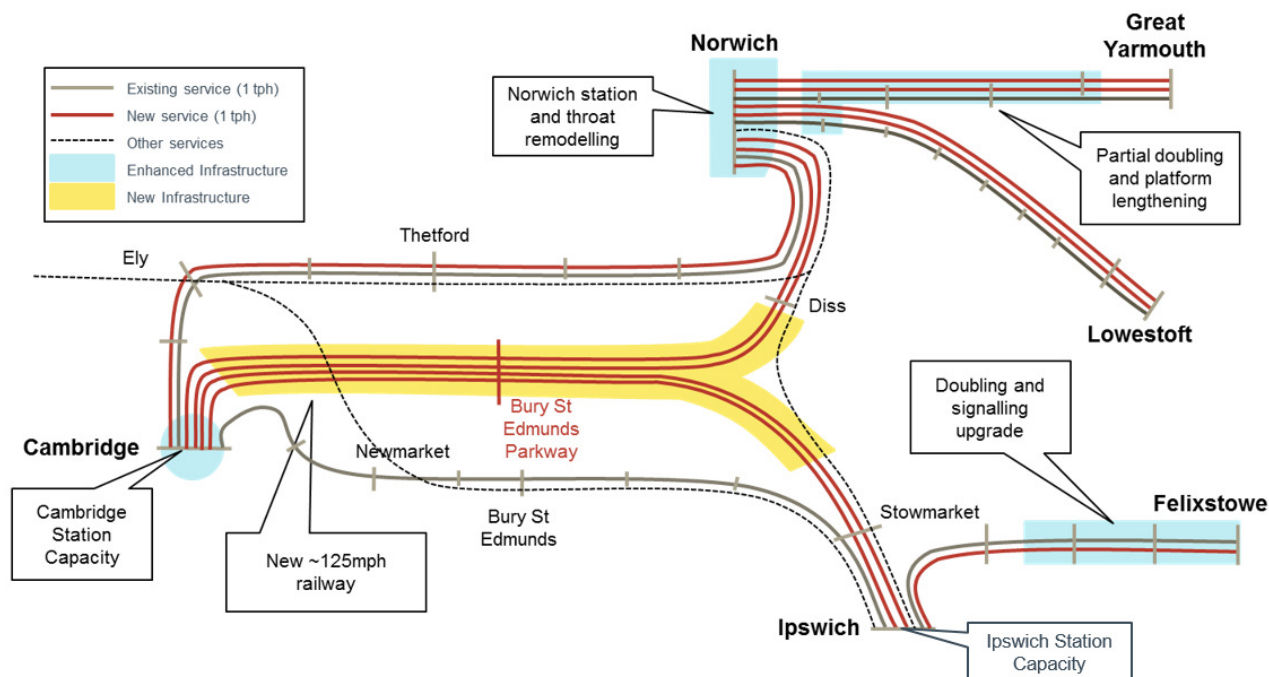 Existing service (1 tph)
New service (1 tph)
Other services
Enhanced Infrastructure
New Infrastructure
Norwich
Great
Yarmouth
Norwich station
and throat
remodelling
Partial doubling
and platform
lengthening
Ely
Thetford
Diss
Lowestoft
Bury St
Edmunds
Parkway
Doubling and
signalling
upgrade
Cambridge
Newmarket
Cambridge
Station
Capacity
New ~125mph
railway
Bury St
Edmunds
Stowmarket
Felixstowe
Ipswich
Ipswich Station
Capacity